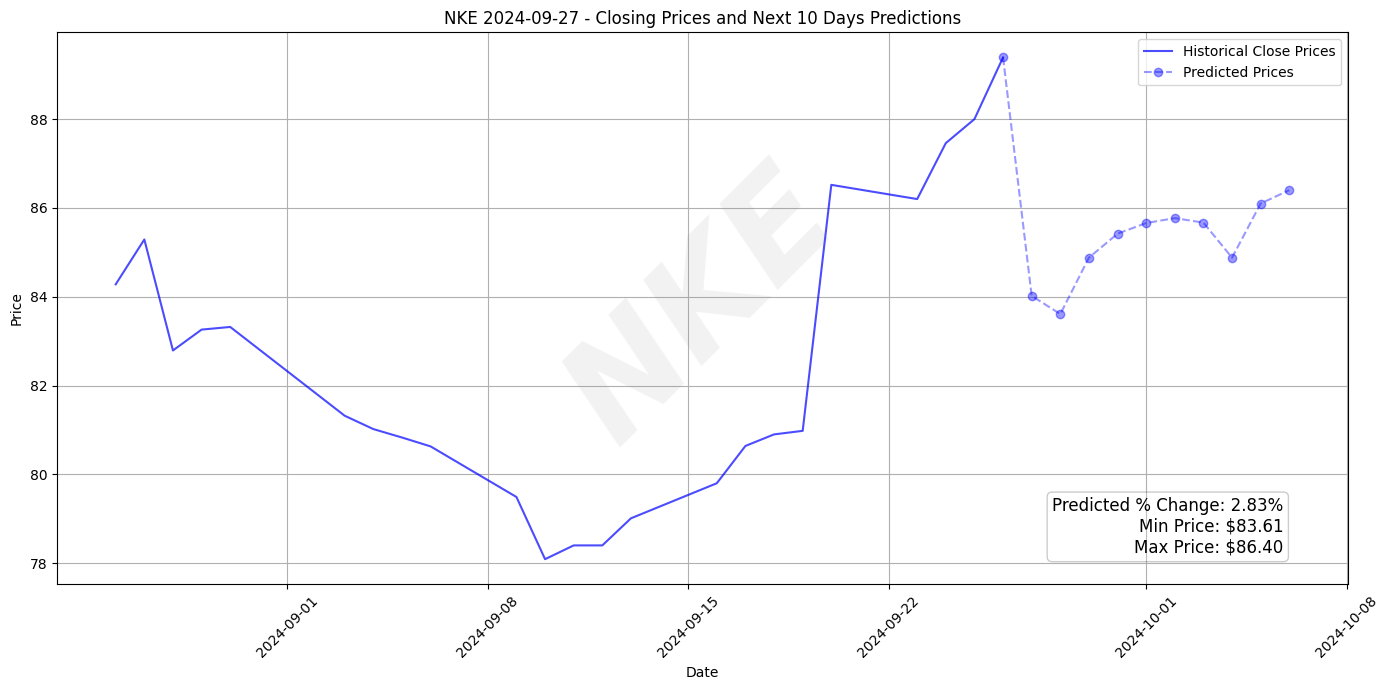 NKE 2024-09-27 - Closing Prices and Next 10 Days Predictions
Historical Close Prices
Predicted Prices
Price
88
86
84
82
80
78
NKE
Predicted % Change: 2.83%
Min Price: $83.61
Max Price: $86.40
2024-09-01
2024-09-08
2024-09-15
2024-09-22
2024-10-01
2024-10-08
Date